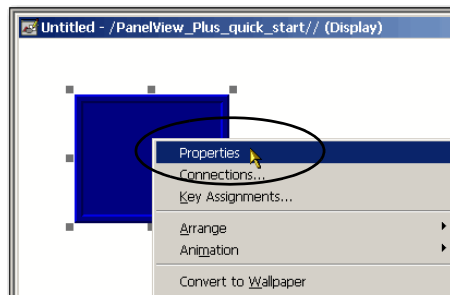 Untitled - /PanelView_Plus_quick_start// (Display)
Properties
Connections...
Key Assignments...
Arrange
Animation
Convert to Wallpaper